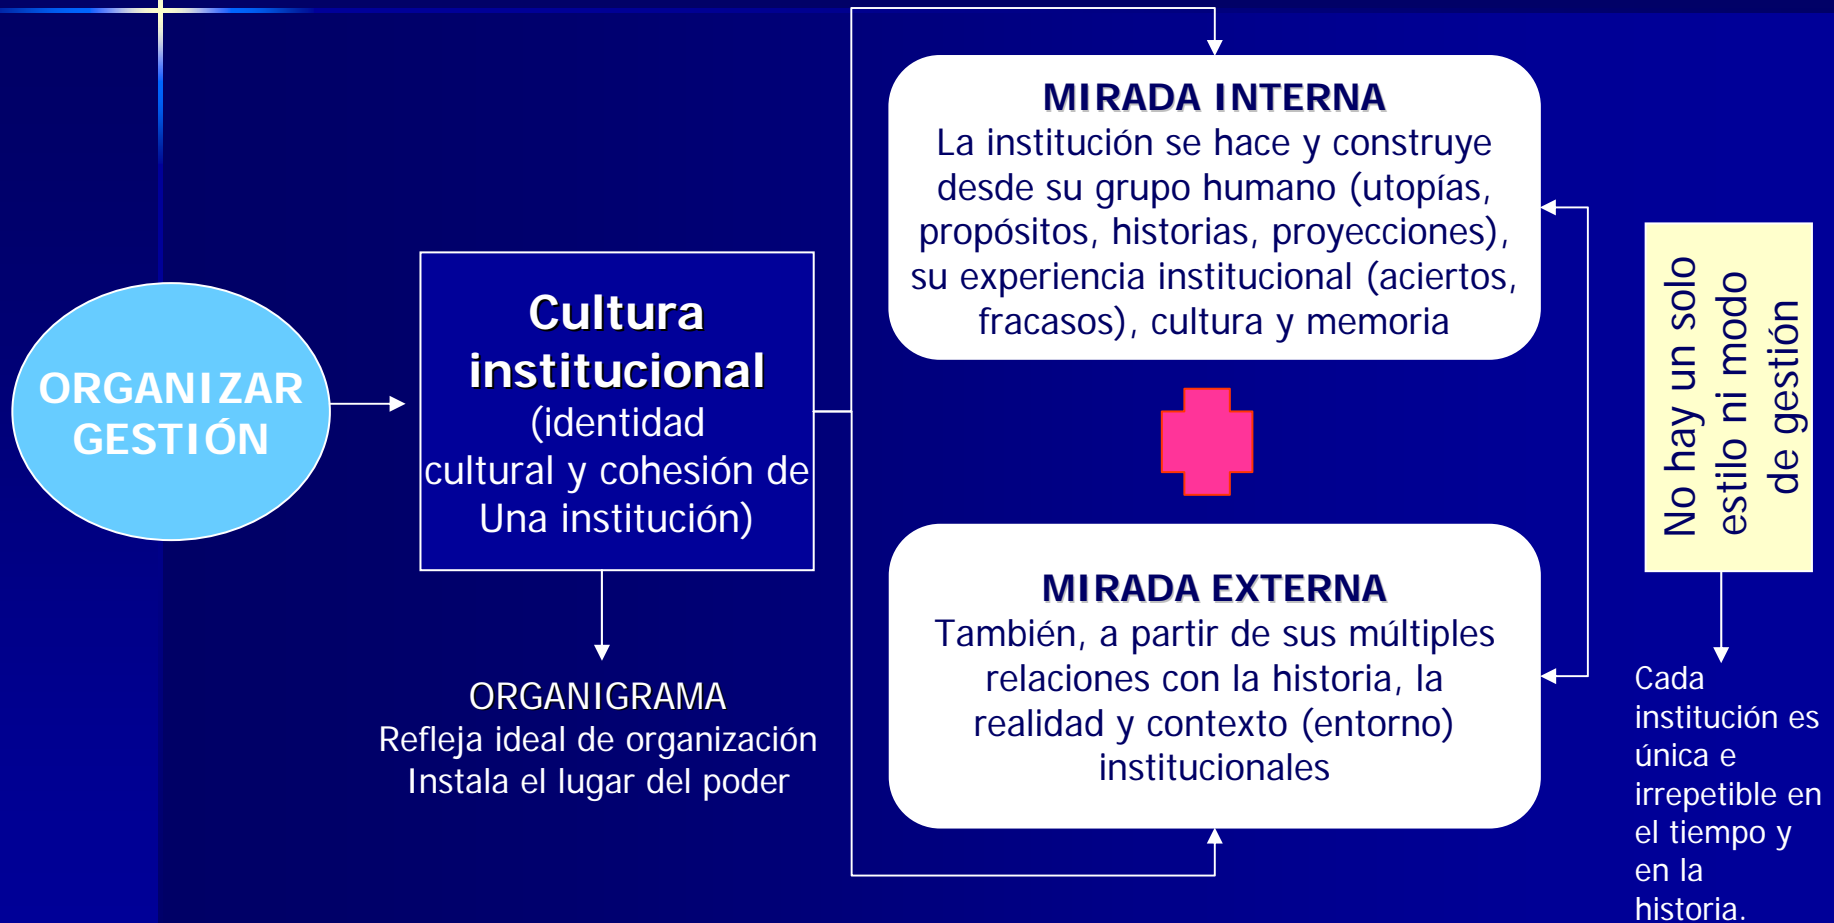 ORGANIZAR
GESTIÓN
Cultura
institucional
(identidad
cultural y cohesión de
Una institución)
ORGANIGRAMA
Refleja ideal de organización
Instala el lugar del poder
MIRADA INTERNA
La institución se hace y construye
desde su grupo humano (utopías,
propósitos, historias, proyecciones),
su experiencia institucional (aciertos,
fracasos), cultura y memoria
MIRADA EXTERNA
También, a partir de sus múltiples
relaciones con la historia, la
realidad y contexto (entorno)
institucionales
No hay un solo
estilo ni modo
de gestión
Cada
institución es
única e
irrepetible en
el tiempo y
en la
historia.